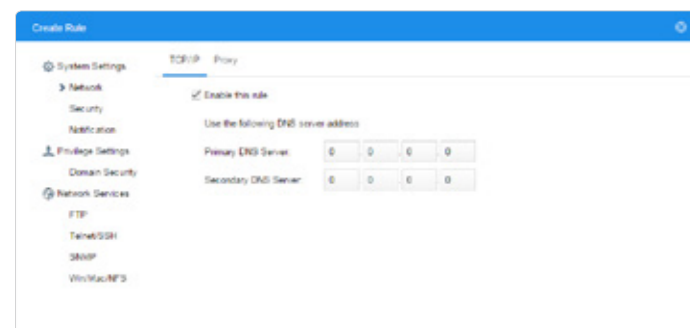 Create Rule
System Settings
Network
Security
Notification
Privilege Settings
Domain Security
Network Services
FTP
Telnet/SSH
SNMP
Win/Mac/NFS
TCP/IP Proxy
Enable this rule
Use the following DNS server address
Primary DNS Server: 0 . 0 . 0 . 0
Secondary DNS Server: 0 . 0 . 0 . 0